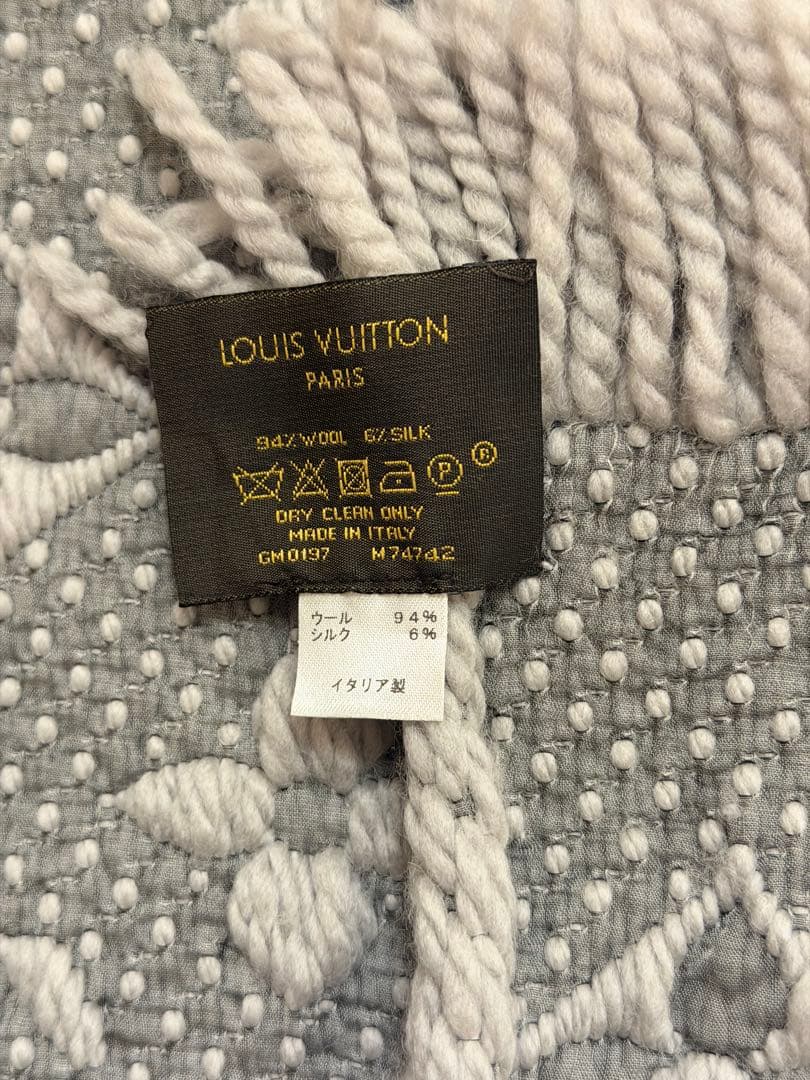 LOUIS VUITTON
PARIS
94%WOOL 6%SILK
P ®
DRY CLEAN ONLY
MADE IN ITALY
GM0197 M74742
ウール 94%
シルク 6%
イタリア製